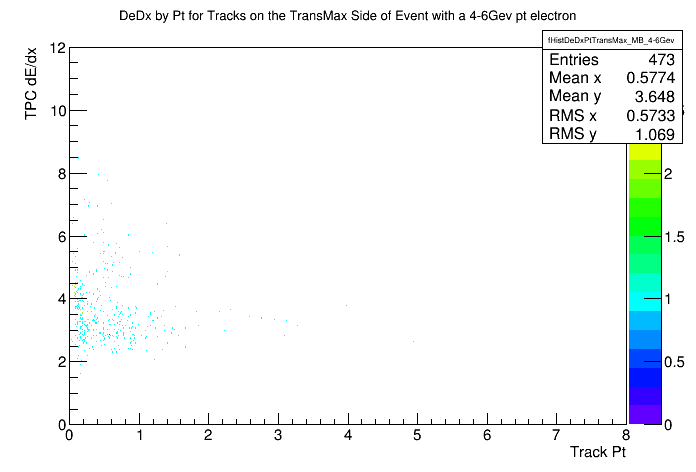 DeDx by Pt for Tracks on the TransMax Side of Event with a 4-6Gev pt electron
fHistDeDxPtTransMax_MB_4-6Gev
Entries 473
Mean x 0.5774
Mean y 3.648
RMS x 0.5733
RMS y 1.069
TPC dE/dx
12
10
8
6
4
2
0
2
1.5
1
0.5
0
0 1 2 3 4 5 6 7 8
Track Pt